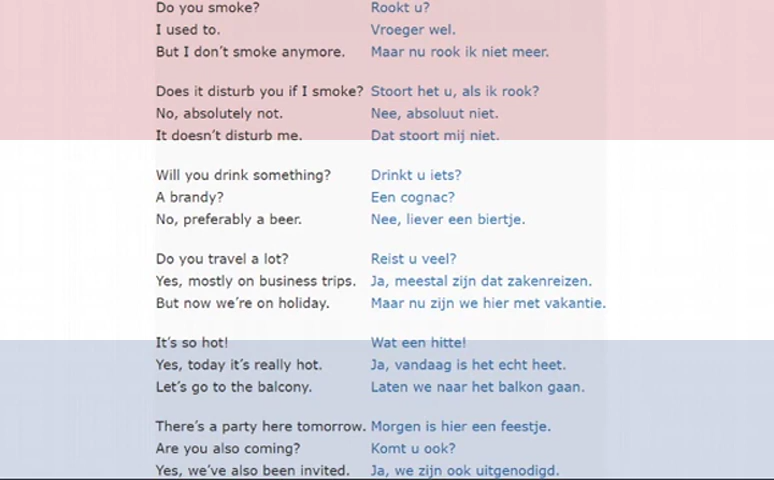 Do you smoke? Rookt u?
I used to. Vroeger wel.
But I don't smoke anymore. Maar nu rook ik niet meer.
Does it disturb you if I smoke? Stoort het u, als ik rook?
No, absolutely not. Nee, absoluut niet.
It doesn't disturb me. Dat stoort mij niet.
Will you drink something? Drinkt u iets?
A brandy? Een cognac?
No, preferably a beer. Nee, liever een biertje.
Do you travel a lot? Reist u veel?
Yes, mostly on business trips. Ja, meestal zijn dat zakenreizen.
But now we're on holiday. Maar nu zijn we hier met vakantie.
It's so hot! Wat een hitte!
Yes, today it's really hot. Ja, vandaag is het echt heet.
Let's go to the balcony. Laten we naar het balkon gaan.
There's a party here tomorrow. Morgen is hier een feestje.
Are you also coming? Komt u ook?
Yes, we've also been invited. Ja, we zijn ook uitgenodigd.